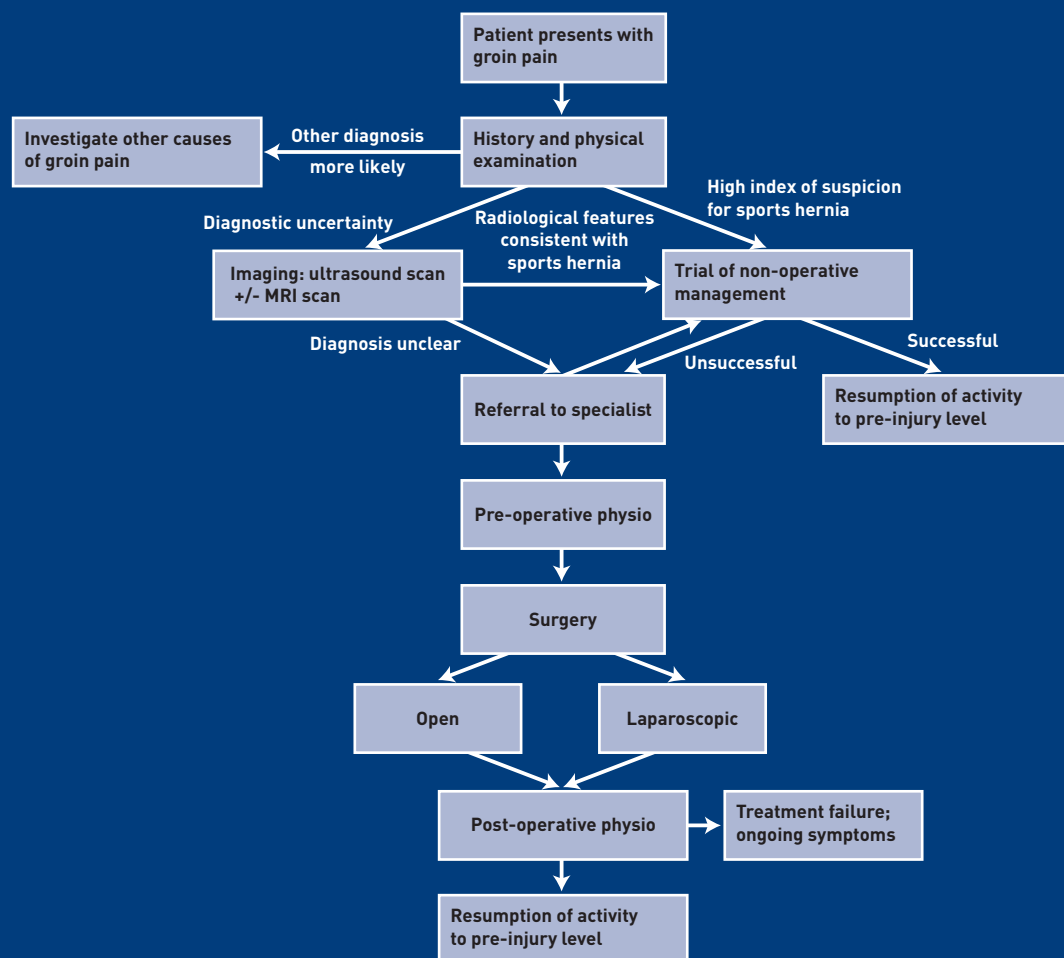 Patient presents with
groin pain
Investigate other causes
of groin pain
Other diagnosis
more likely
History and physical
examination
Diagnostic uncertainty
Radiological features
consistent with
sports hernia
High index of suspicion
for sports hernia
Imaging: ultrasound scan
+/- MRI scan
Trial of non-operative
management
Diagnosis unclear
Unsuccessful
Successful
Referral to specialist
Resumption of activity
to pre-injury level
Pre-operative physio
Surgery
Open
Laparoscopic
Post-operative physio
Treatment failure;
ongoing symptoms
Resumption of activity
to pre-injury level